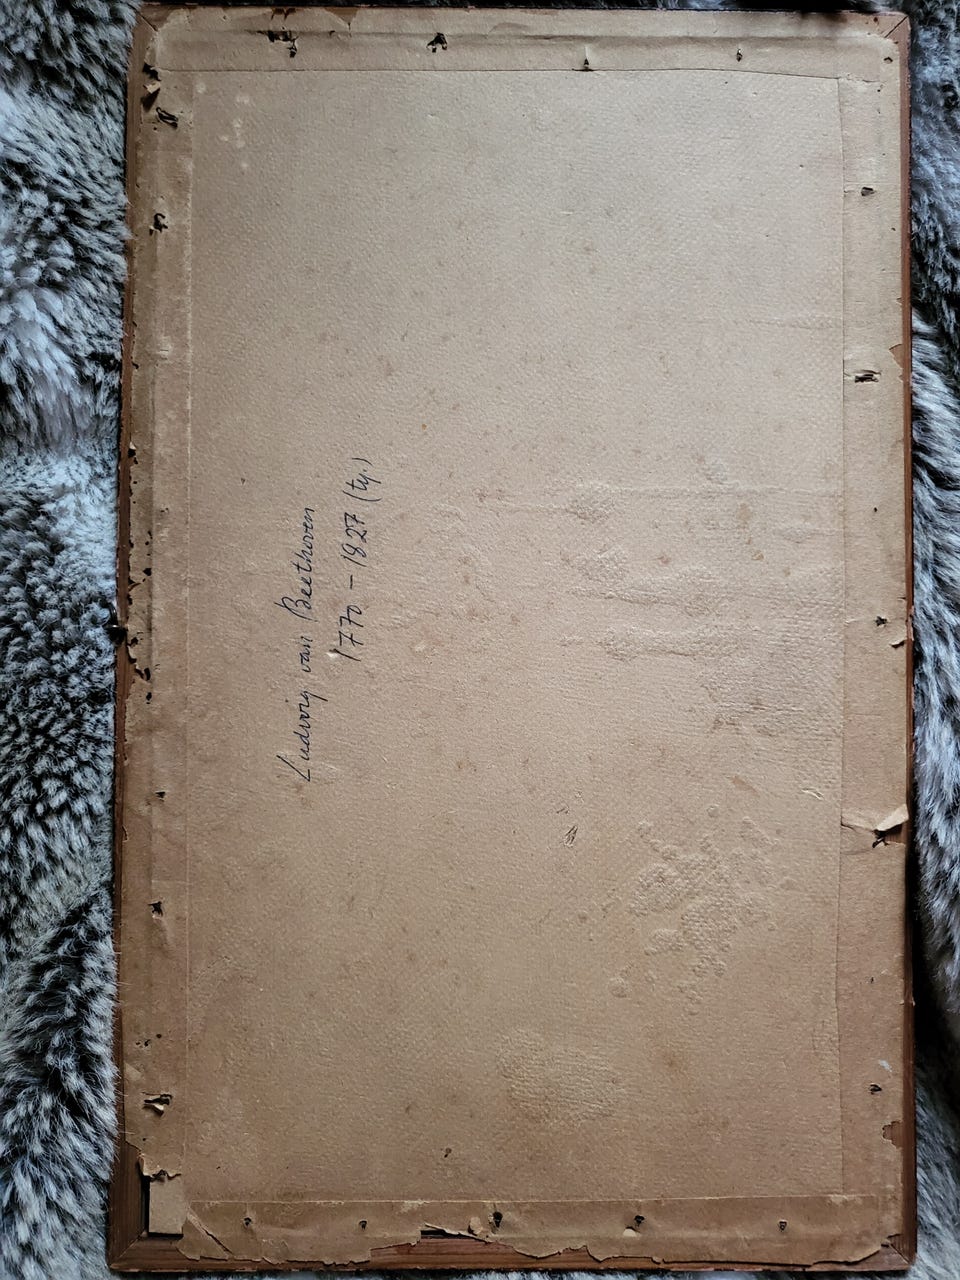 Ludwig van Beethoven
1770 – 1827 (ty.)